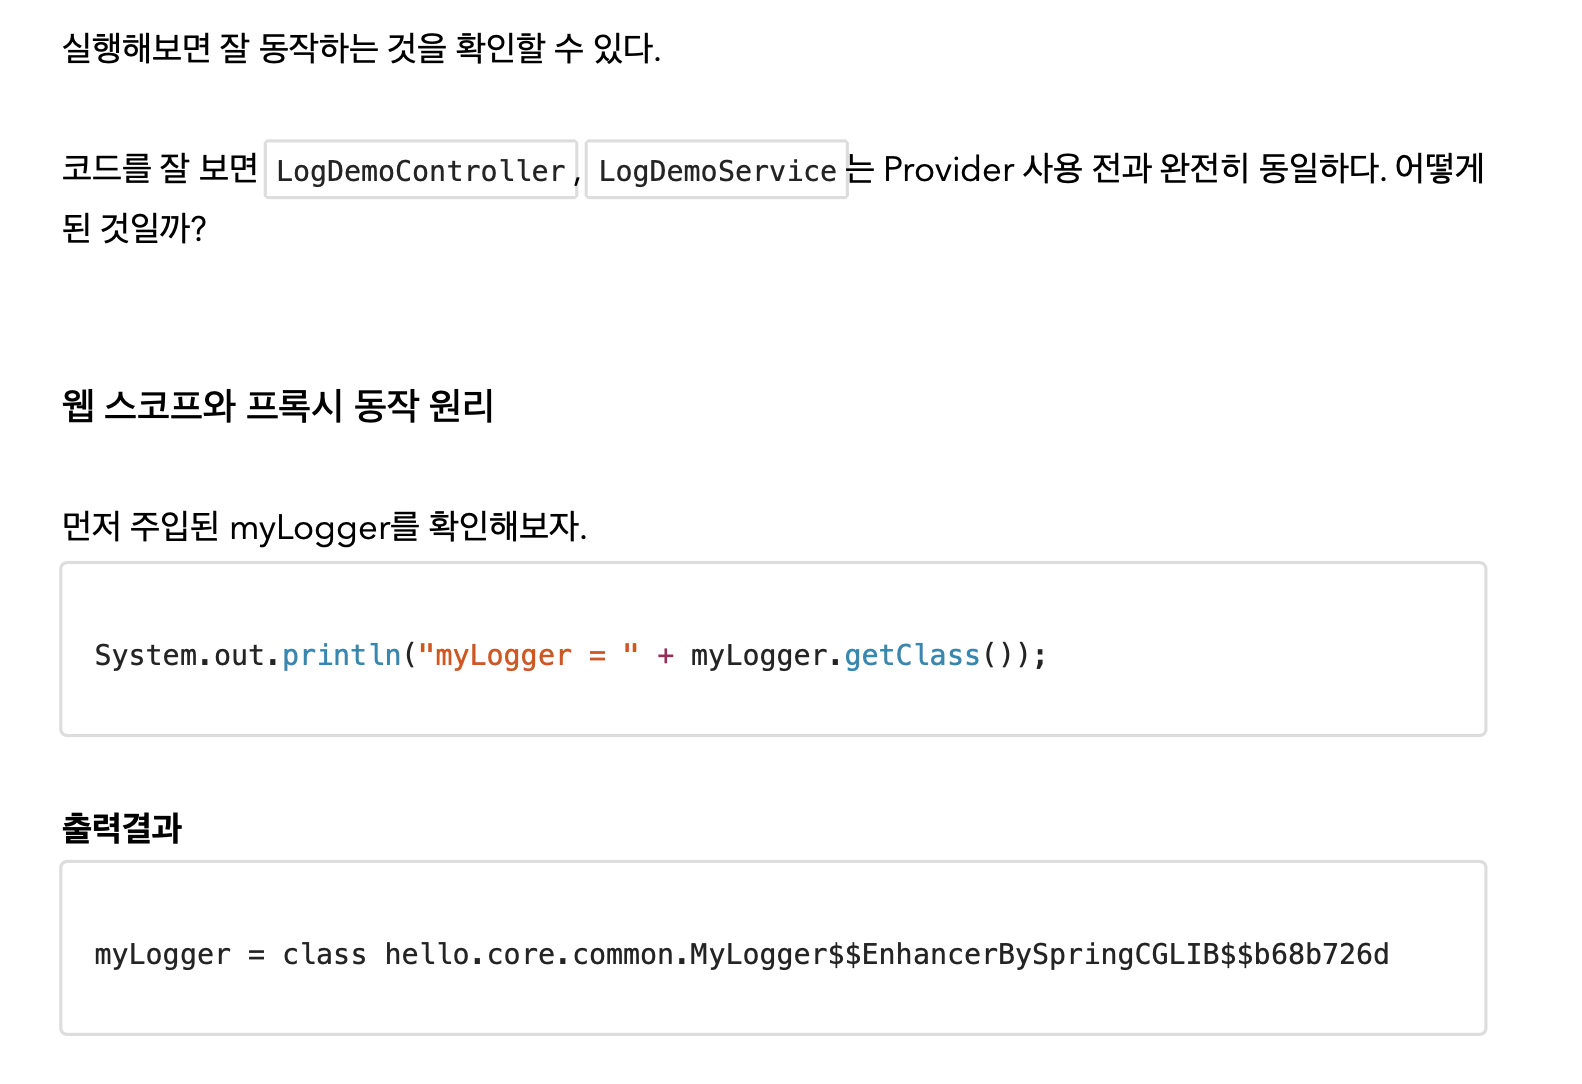 실행해보면 잘 동작하는 것을 확인할 수 있다.
코드를 잘 보면 LogDemoController, LogDemoService는 Provider 사용 전과 완전히 동일하다. 어떻게
된 것일까?
웹 스코프와 프록시 동작 원리
먼저 주입된 myLogger를 확인해보자.
System.out.println("myLogger = " + myLogger.getClass());
출력결과
myLogger = class hello.core.common.MyLogger$$EnhancerBySpringCGLIB$$b68b726d